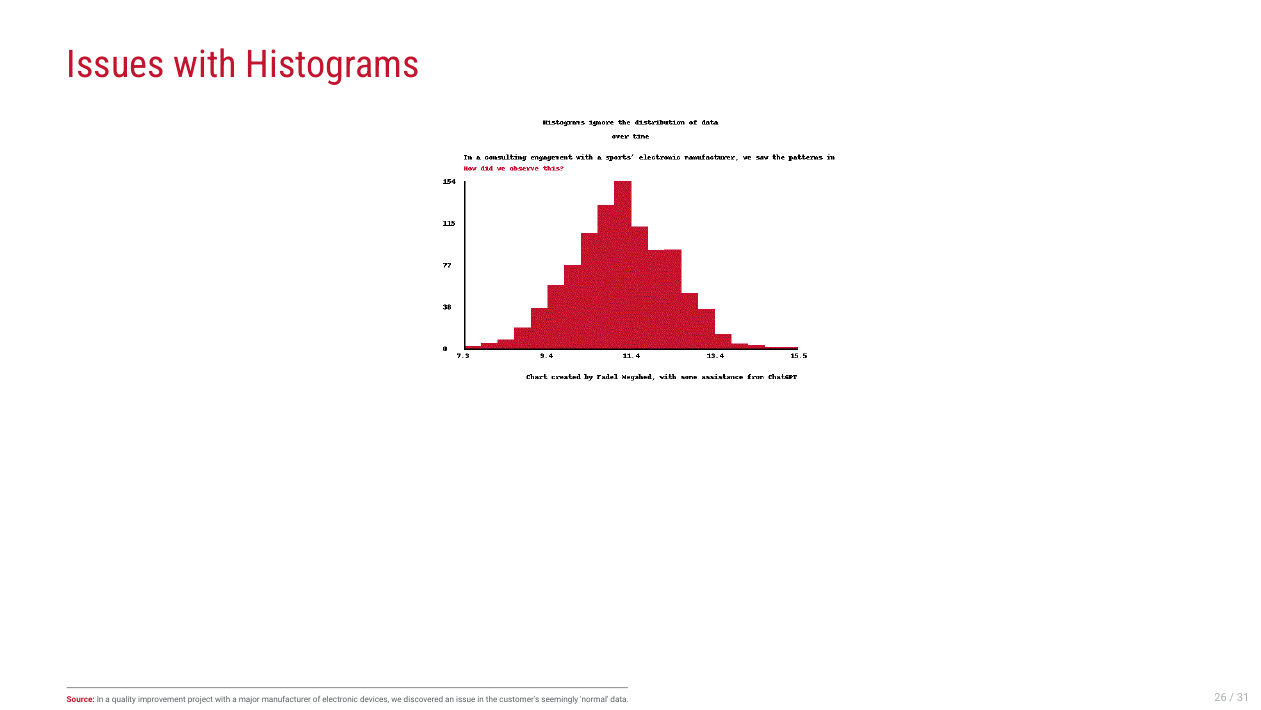 Issues with Histograms
Histograms ignore the distribution of data
over time
In a consulting engagement with a sports' electronic manufacturer, we saw the patterns in
How did we observe this?
154
115
77
38
0
7.3 9.4 11.4 13.4 15.5
Chart created by Fadel Megahed, with some assistance from ChatGPT
Source: In a quality improvement project with a major manufacturer of electronic devices, we discovered an issue in the customer's seemingly 'normal' data.
26 / 31